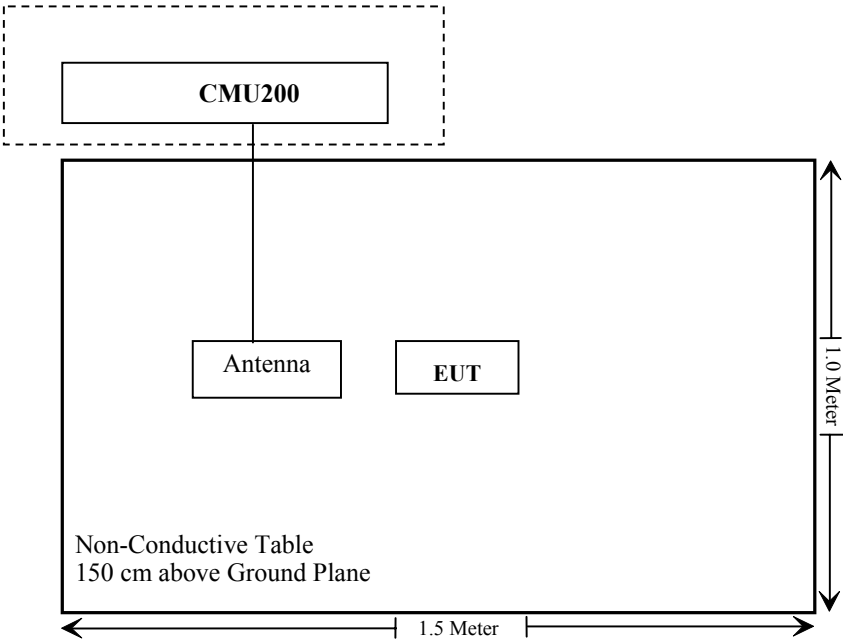 CMU200
Antenna
EUT
1.0 Meter
Non-Conductive Table
150 cm above Ground Plane
1.5 Meter